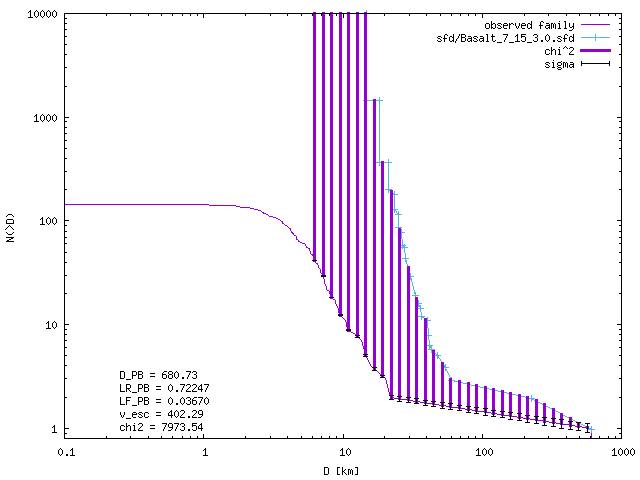 10000
1000
100
10
1
N(>D)
observed family
sfd/Basalt_7_15_3.0.sfd
chi^2
sigma
D_PB = 680.73
LR_PB = 0.72247
LF_PB = 0.03670
v_esc = 402.29
chi2 = 7973.54
0.1 1 10 100 1000
D [km]